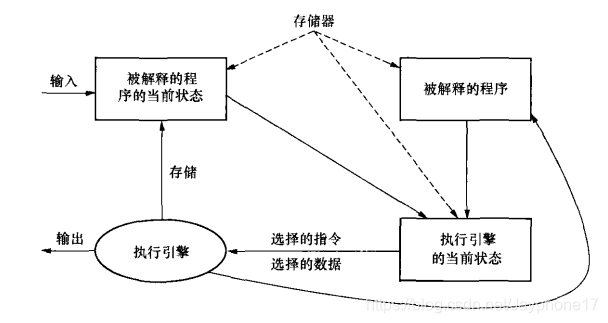 存储器
输入
被解释的程
序的当前状态
被解释的程序
存储
输出
执行引擎
选择的指令
选择的数据
执行引擎
的当前状态
https://blog.csdn.net/Jayphone17